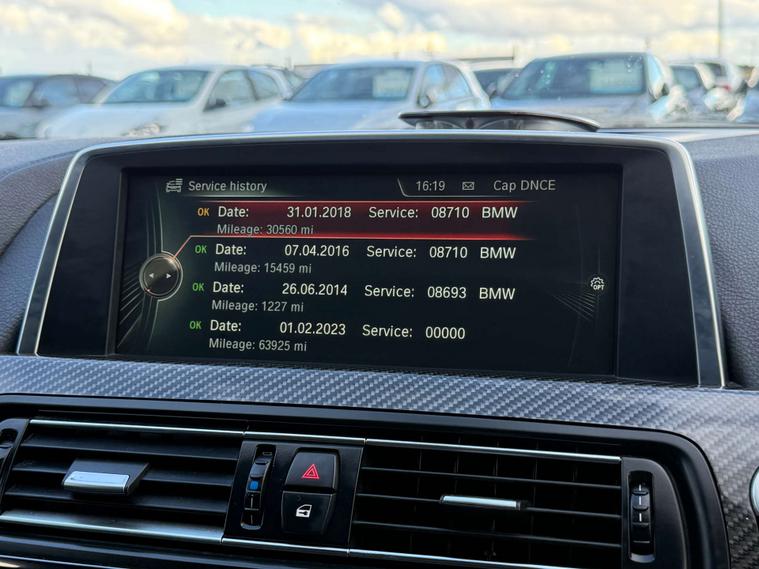 Service history 16:19 Cap DNCE
OK Date: 31.01.2018 Service: 08710 BMW
Mileage: 30560 mi
OK Date: 07.04.2016 Service: 08710 BMW
Mileage: 15459 mi
OK Date: 26.06.2014 Service: 08693 BMW
Mileage: 1227 mi
OK Date: 01.02.2023 Service: 00000
Mileage: 63925 mi
OPT